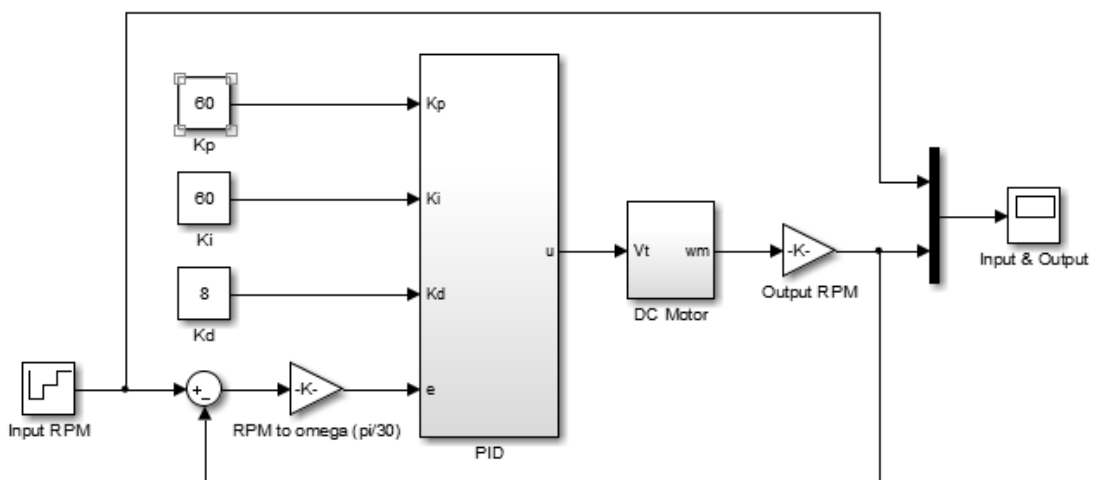 60
Kp
Kp
60
Ki
Ki
8
Kd
Kd
Input RPM
+
_
-K-
RPM to omega (pi/30)
e
u
PID
Vt
wm
DC Motor
-K-
Output RPM
Input & Output